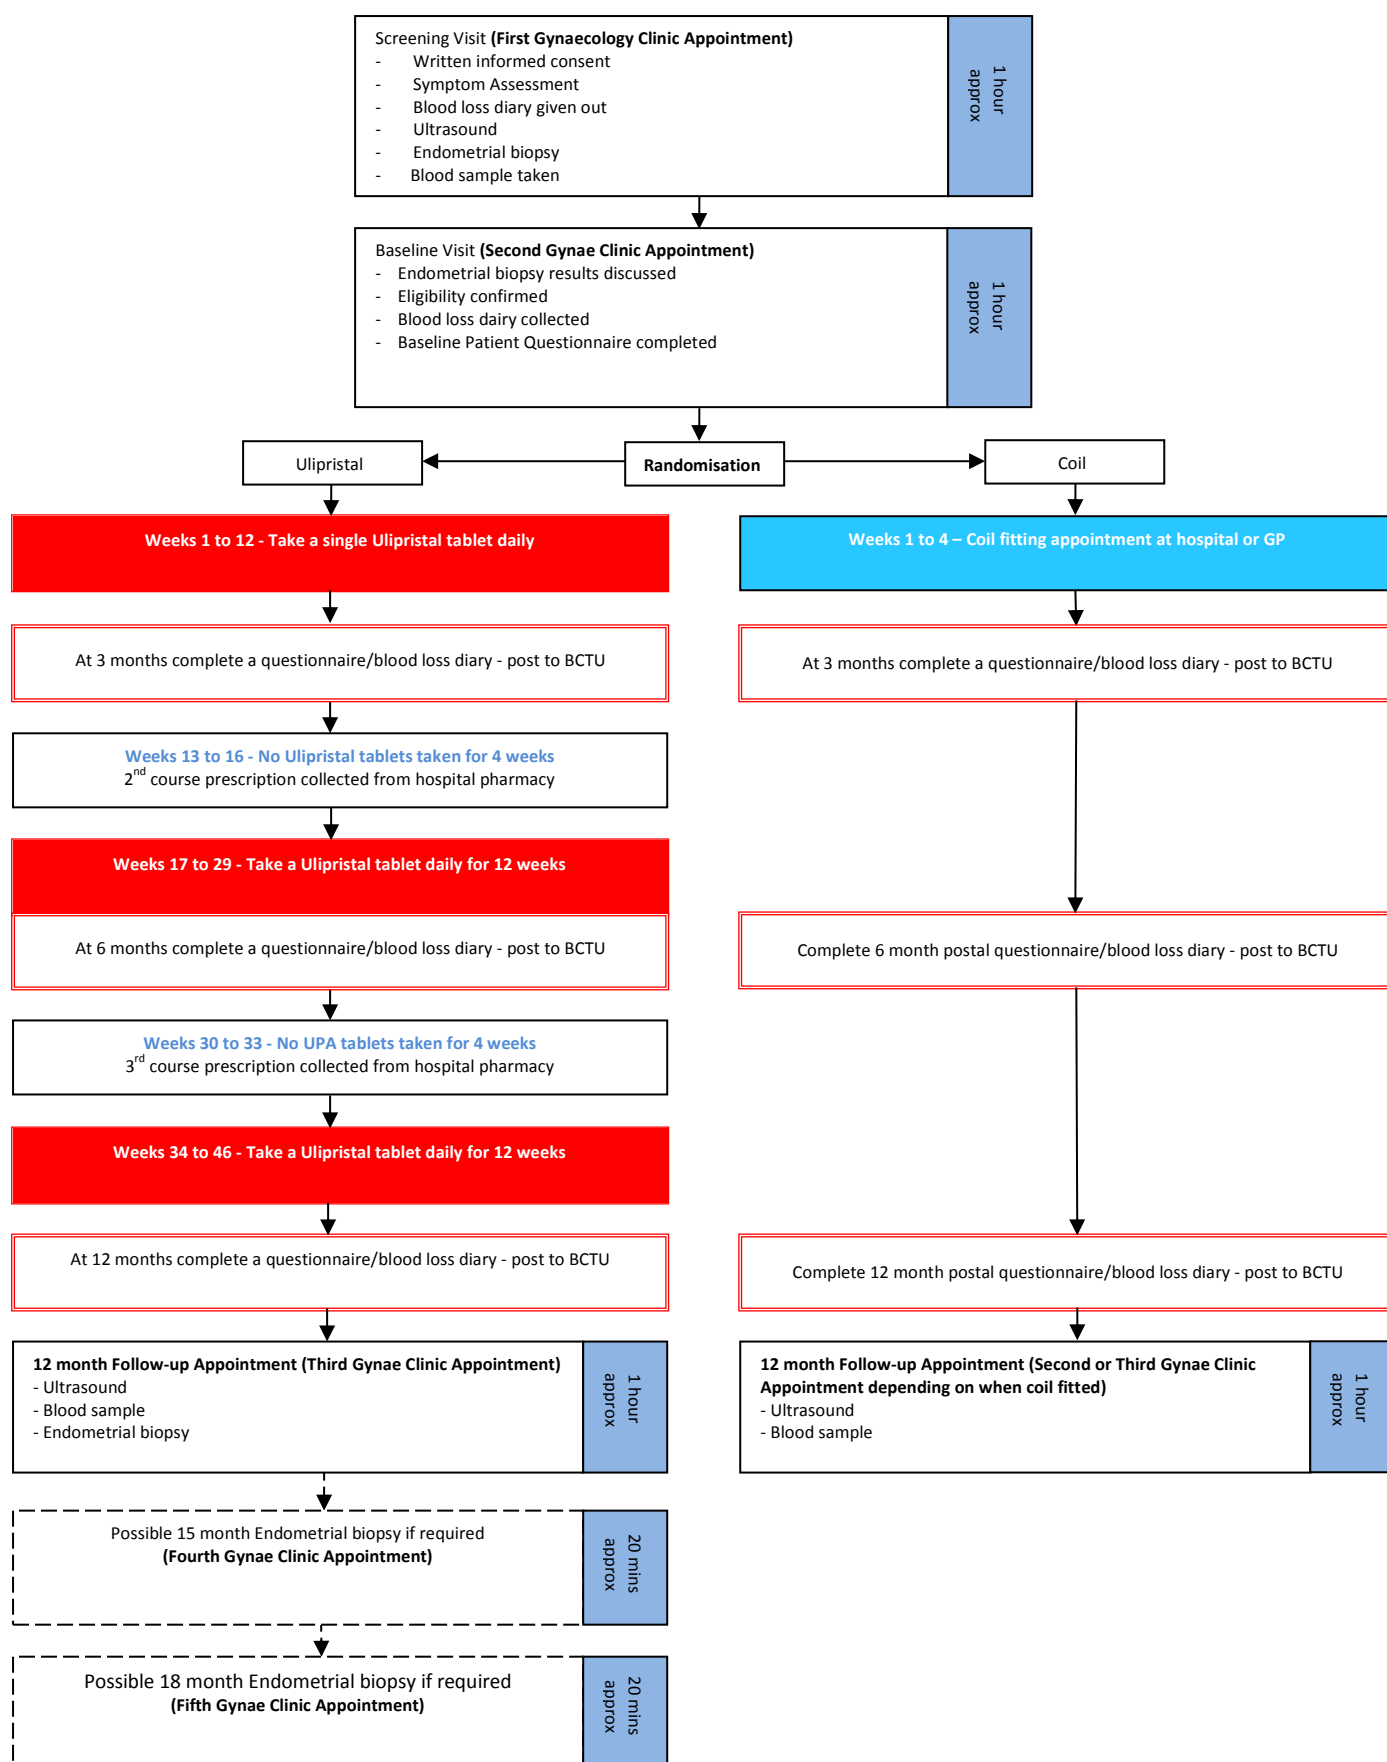 Screening Visit (First Gynaecology Clinic Appointment)
- Written informed consent
- Symptom Assessment
- Blood loss diary given out
- Ultrasound
- Endometrial biopsy
- Blood sample taken
1 hour
approx
Baseline Visit (Second Gynae Clinic Appointment)
- Endometrial biopsy results discussed
- Eligibility confirmed
- Blood loss dairy collected
- Baseline Patient Questionnaire completed
1 hour
approx
Ulipristal
Randomisation
Coil
Weeks 1 to 12 - Take a single Ulipristal tablet daily
Weeks 1 to 4 – Coil fitting appointment at hospital or GP
At 3 months complete a questionnaire/blood loss diary - post to BCTU
At 3 months complete a questionnaire/blood loss diary - post to BCTU
Weeks 13 to 16 - No Ulipristal tablets taken for 4 weeks
2nd course prescription collected from hospital pharmacy
Weeks 17 to 29 - Take a Ulipristal tablet daily for 12 weeks
At 6 months complete a questionnaire/blood loss diary - post to BCTU
Complete 6 month postal questionnaire/blood loss diary - post to BCTU
Weeks 30 to 33 - No UPA tablets taken for 4 weeks
3rd course prescription collected from hospital pharmacy
Weeks 34 to 46 - Take a Ulipristal tablet daily for 12 weeks
At 12 months complete a questionnaire/blood loss diary - post to BCTU
Complete 12 month postal questionnaire/blood loss diary - post to BCTU
12 month Follow-up Appointment (Third Gynae Clinic Appointment)
- Ultrasound
- Blood sample
- Endometrial biopsy
1 hour
approx
12 month Follow-up Appointment (Second or Third Gynae Clinic
Appointment depending on when coil fitted)
- Ultrasound
- Blood sample
1 hour
approx
Possible 15 month Endometrial biopsy if required
(Fourth Gynae Clinic Appointment)
20 mins
approx
Possible 18 month Endometrial biopsy if required
(Fifth Gynae Clinic Appointment)
20 mins
approx